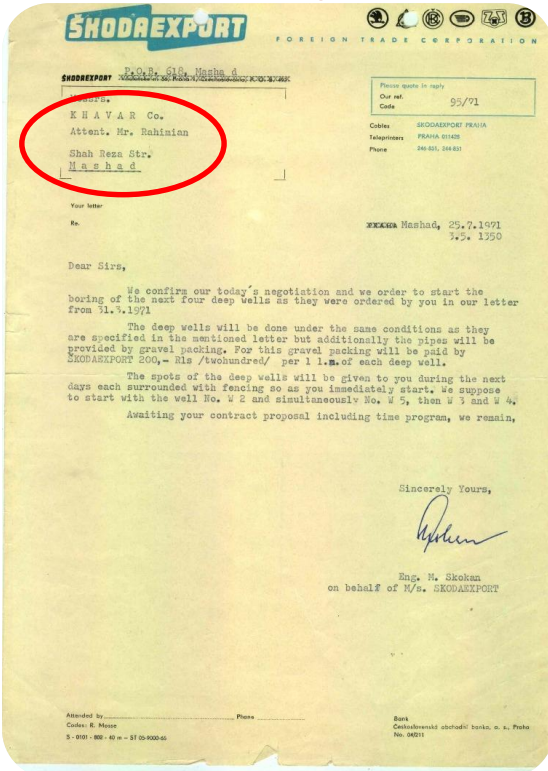 ŠKODAEXPORT
FOREIGN TRADE CORPORATION
P.O.B. 618, Masha d
ŠKODAEXPORT
Messrs.
K H A V A R Co.
Attent. Mr. Rahimian
Shah Reza Str.
M a s h a d
Please quote in reply
Our ref.
Code
95/71
Cables SKODAEXPORT PRAHA
Teleprinters PRAHA 011428
Phone
Your letter
Re.
Mashad, 25.7.1971
3.5. 1350
Dear Sirs,
We confirm our today's negotiation and we order to start the
boring of the next four deep wells as they were ordered by you in our letter
from 31.3.1971
The deep wells will be done under the same conditions as they
are specified in the mentioned letter but additionally the pipes will be
provided by gravel packing. For this gravel packing will be paid by
ŠKODAEXPORT 200,- Rls /twohundred/ per 1 l.m. of each deep well.
The spots of the deep wells will be given to you during the next
days each surrounded with fencing so as you immediately start. We suppose
to start with the well No. W 2 and simultaneously No. W 5, then W 3 and W 4.
Awaiting your contract proposal including time program, we remain,
Sincerely Yours,
Eng. M. Skokan
on behalf of M/s. SKODAEXPORT
Attended by Phone
Codes: R. Mosse
Bank
Československá obchodní banka, a. s., Praha